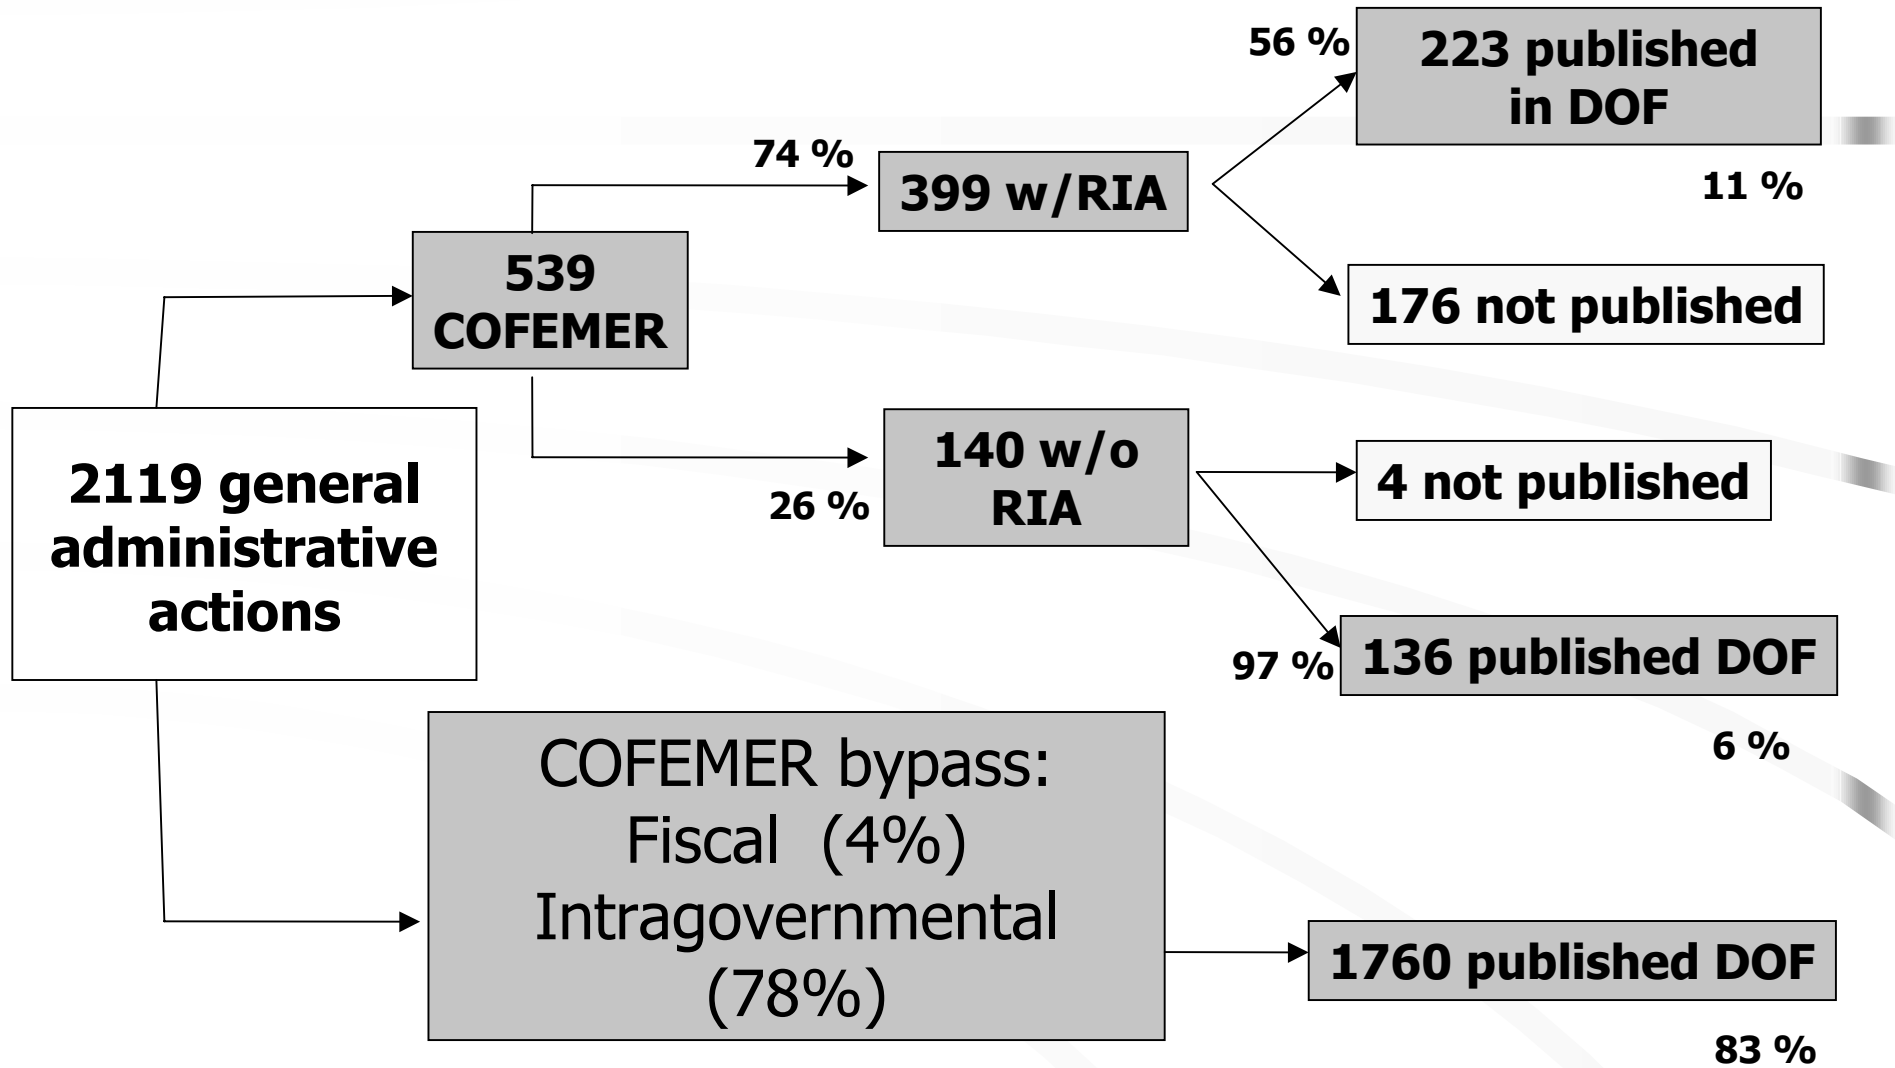 56 %
223 published
in DOF
11 %
74 %
399 w/RIA
176 not published
539
COFEMER
2119 general
administrative
actions
26 %
140 w/o
RIA
4 not published
97 %
136 published DOF
6 %
COFEMER bypass:
Fiscal (4%)
Intragovernmental
(78%)
1760 published DOF
83 %